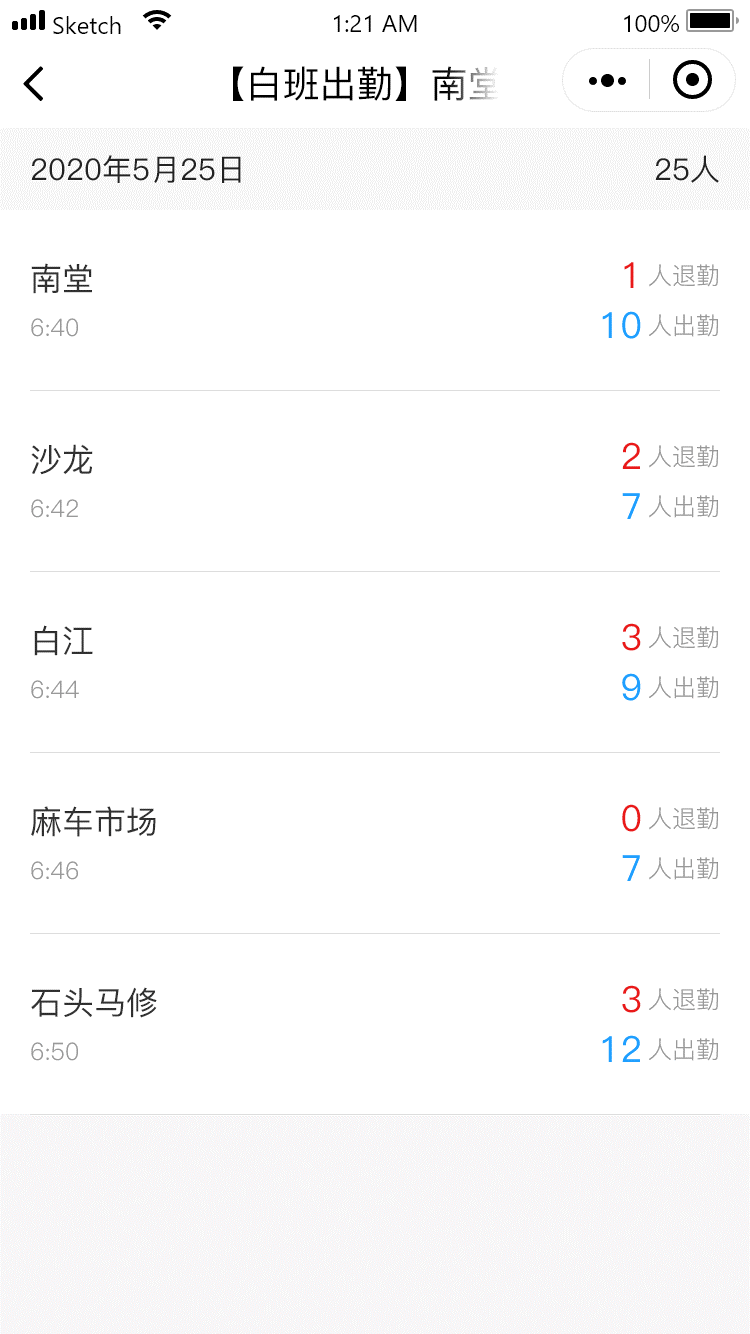 Sketch 1:21 AM 100%
【白班出勤】南堂
2020年5月25日 25人
南堂 1 人退勤
6:40 10 人出勤
沙龙 2 人退勤
6:42 7 人出勤
白江 3 人退勤
6:44 9 人出勤
麻车市场 0 人退勤
6:46 7 人出勤
石头马修 3 人退勤
6:50 12 人出勤